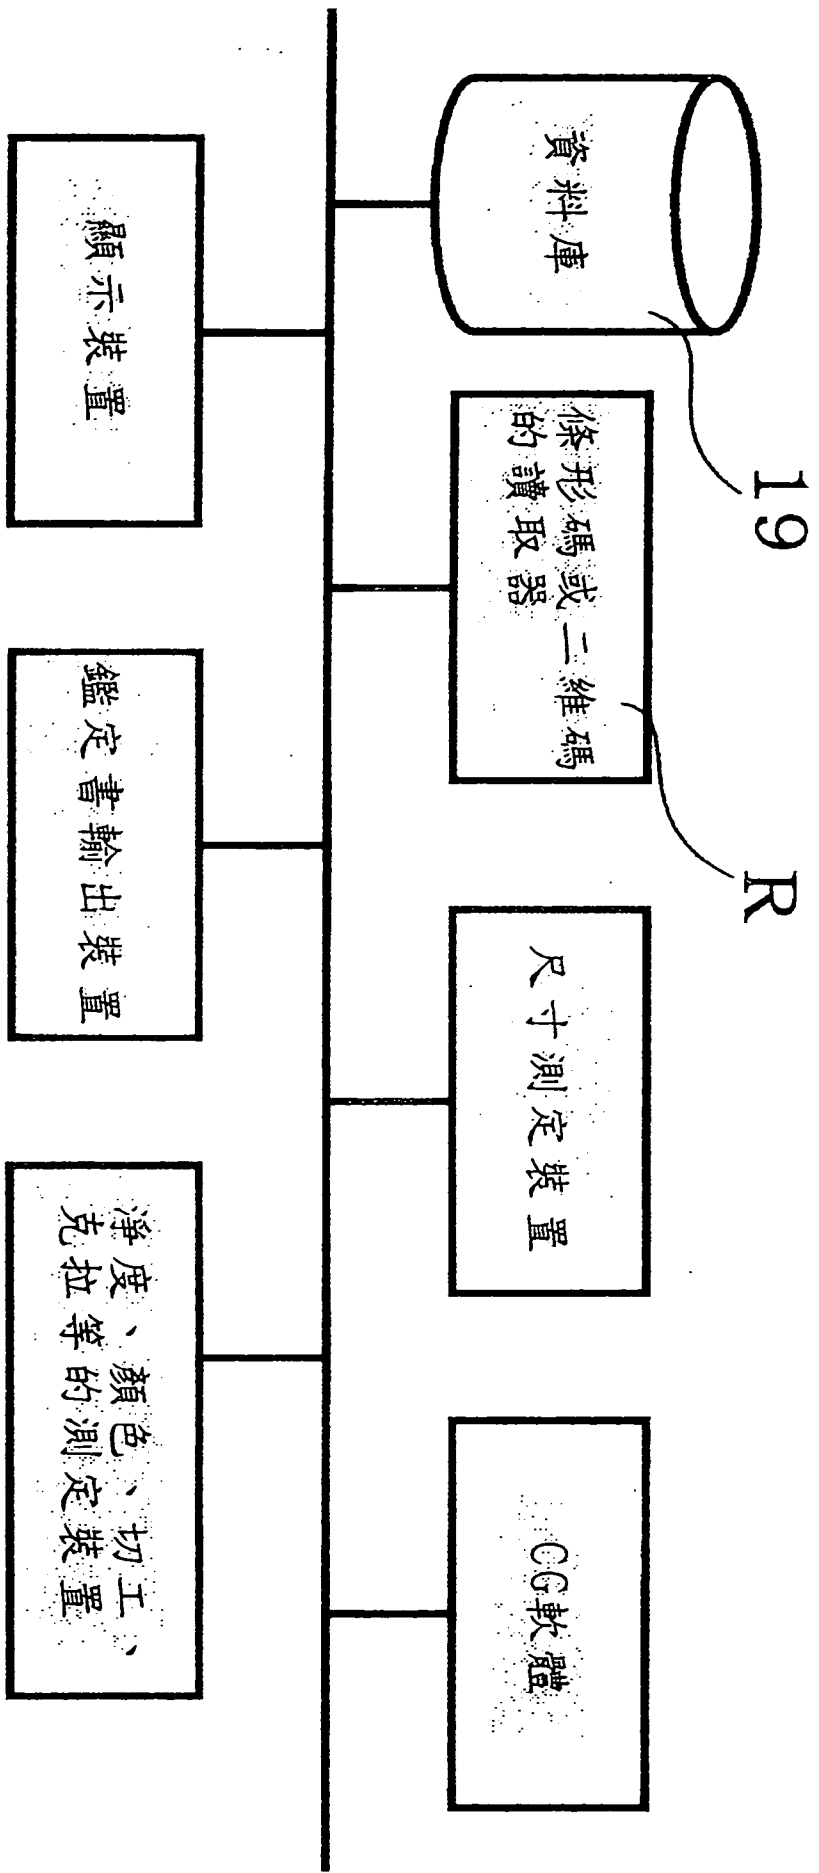 19
資料庫
R
條形碼或二維碼
的讀取器
尺寸測定裝置
CG軟體
顯示裝置
鑑定書輸出裝置
淨度、顏色、切工、
克拉等的測定裝置